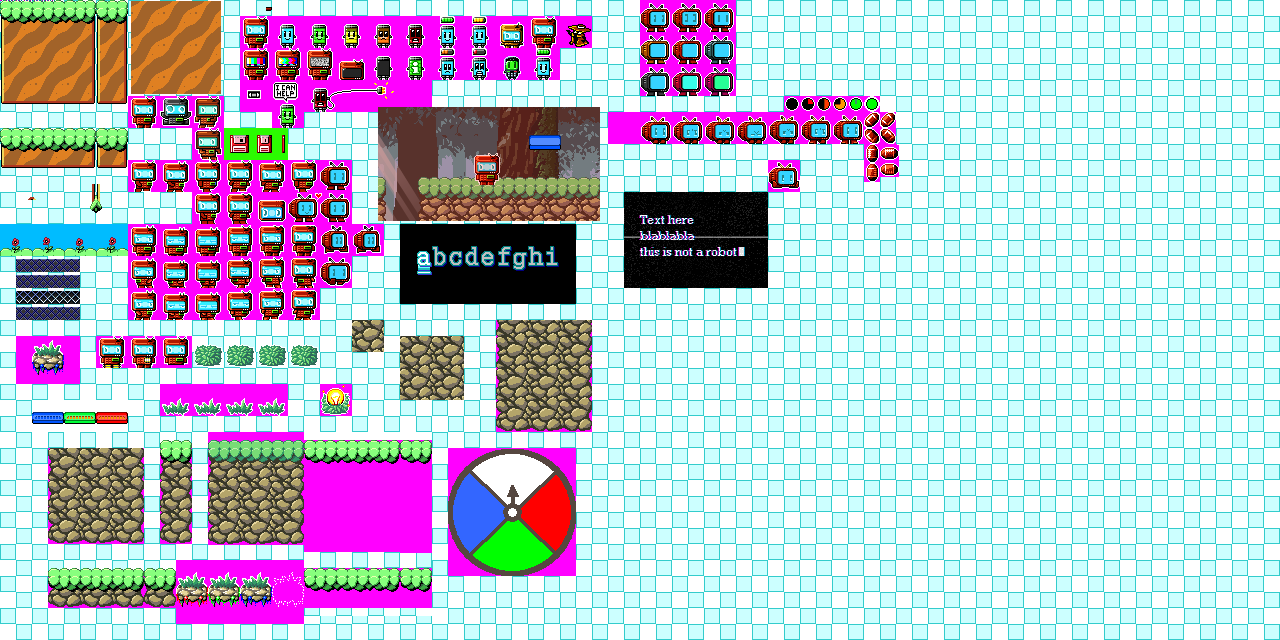 I CAN
HELP
Text here
blablabla
this is not a robot
abcdefghi